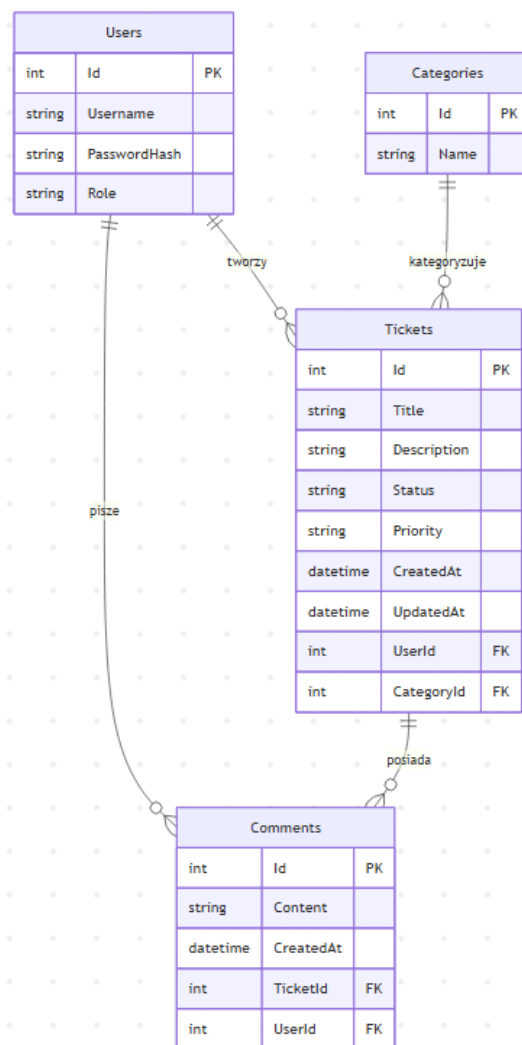 Users
int Id PK
string Username
string PasswordHash
string Role
Categories
int Id PK
string Name
tworzy
kategoryzuje
Tickets
int Id PK
string Title
string Description
string Status
string Priority
datetime CreatedAt
datetime UpdatedAt
int UserId FK
int CategoryId FK
pisze
posiada
Comments
int Id PK
string Content
datetime CreatedAt
int TicketId FK
int UserId FK